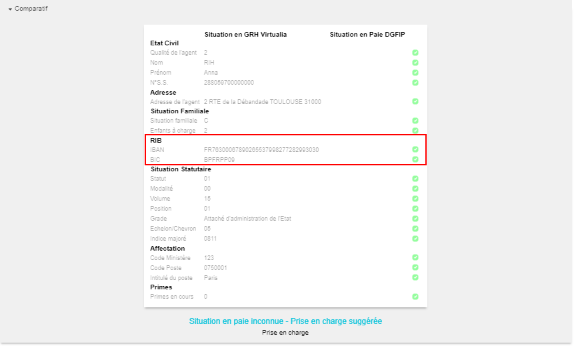 Comparatif
Situation en GRH Virtualia Situation en Paie DGFIP
Etat Civil
Qualité de l'agent 2
Nom RIH
Prénom Anna
N°S.S.
Adresse
Adresse de l'agent 2 RTE de la Débandade TOULOUSE 31000
Situation Familiale
Situation familiale C
Enfants à charge 2
RIB
IBAN
BIC
Situation Statutaire
Statut 01
Modalité 00
Volume 16
Position 01
Grade Attaché d'administration de l'Etat
Echelon/Chevron 05
Indice majoré 0811
Affectation
Code Ministère 123
Code Poste 0750001
Intitulé du poste Paris
Primes
Primes en cours 0
Situation en paie inconnue - Prise en charge suggérée
Prise en charge